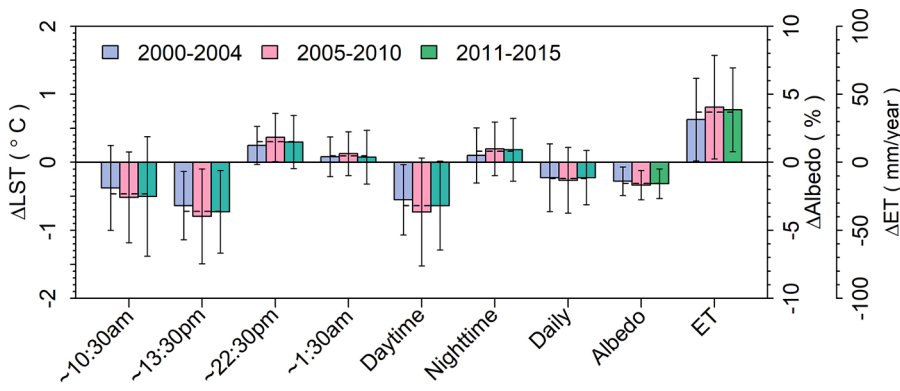 2000-2004 2005-2010 2011-2015
ΔLST ( ° C )
2
1
0
-1
-2
ΔAlbedo ( % )
10
5
0
-5
-10
ΔET ( mm/year )
100
50
0
-50
-100
~10:30am
~13:30pm
~22:30pm
~1:30am
Daytime
Nighttime
Daily
Albedo
ET